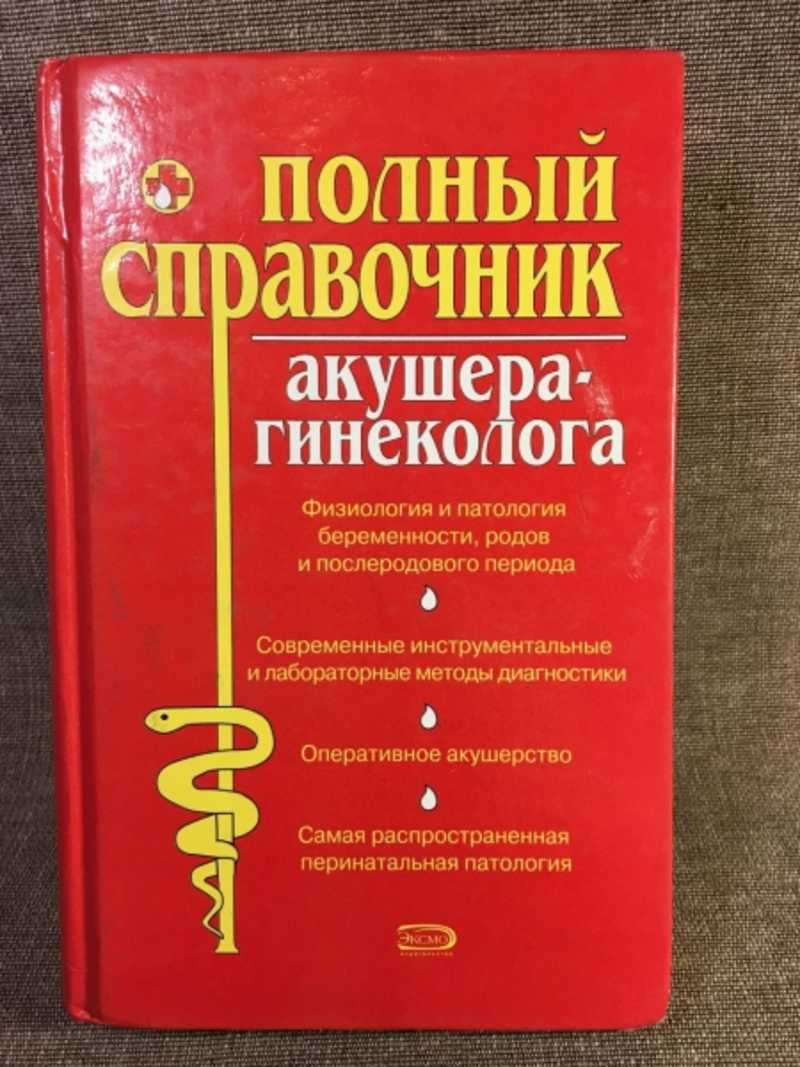 ПОЛНЫЙ
СПРАВОЧНИК
акушера-
гинеколога
Физиология и патология
беременности, родов
и послеродового периода
Современные инструментальные
и лабораторные методы диагностики
Оперативное акушерство
Самая распространенная
перинатальная патология
ЭКСМО
ИЗДАТЕЛЬСТВО